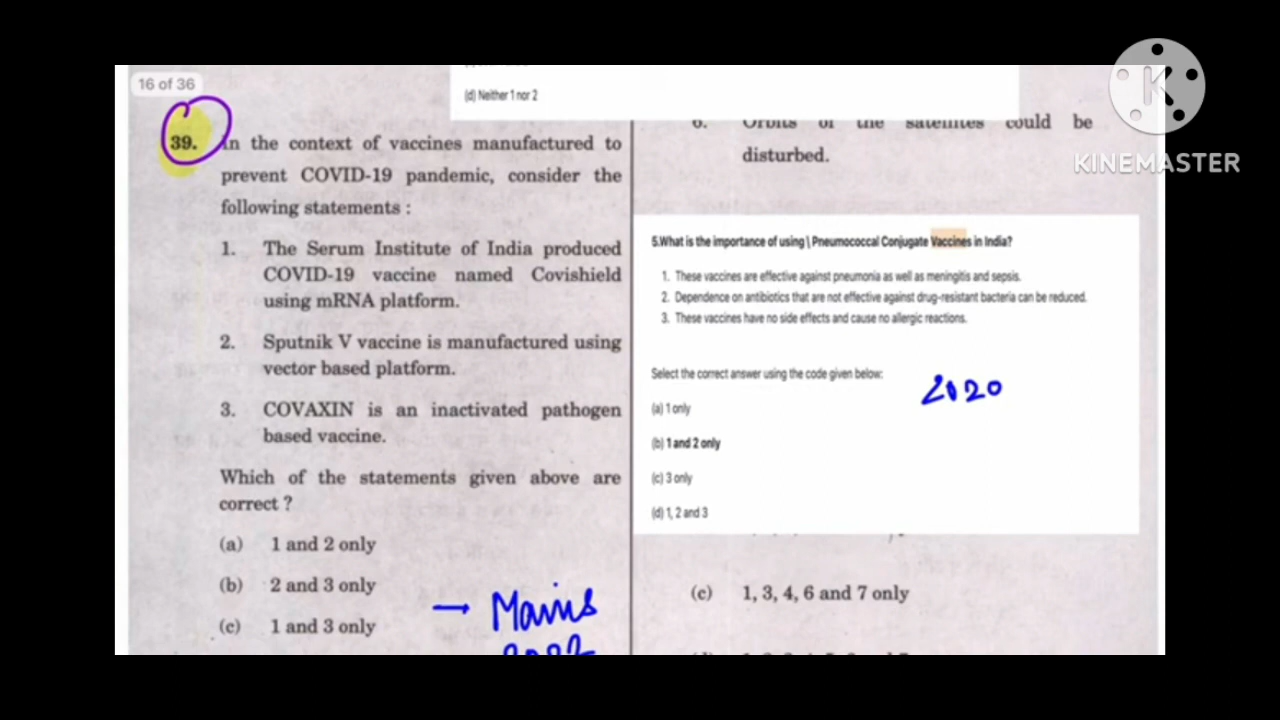 16 of 36
(d) Neither 1 nor 2
39. In the context of vaccines manufactured to
prevent COVID-19 pandemic, consider the
following statements :
1. The Serum Institute of India produced
COVID-19 vaccine named Covishield
using mRNA platform.
2. Sputnik V vaccine is manufactured using
vector based platform.
3. COVAXIN is an inactivated pathogen
based vaccine.
Which of the statements given above are
correct ?
(a) 1 and 2 only
(b) 2 and 3 only
(c) 1 and 3 only
→ Mains
6. Orbits of the satellites could be
disturbed.
5.What is the importance of using \ Pneumococcal Conjugate Vaccines in India?
1. These vaccines are effective against pneumonia as well as meningitis and sepsis.
2. Dependence on antibiotics that are not effective against drug-resistant bacteria can be reduced.
3. These vaccines have no side effects and cause no allergic reactions.
Select the correct answer using the code given below:
2020
(a) 1 only
(b) 1 and 2 only
(c) 3 only
(d) 1, 2 and 3
(c) 1, 3, 4, 6 and 7 only
K
KINEMASTER